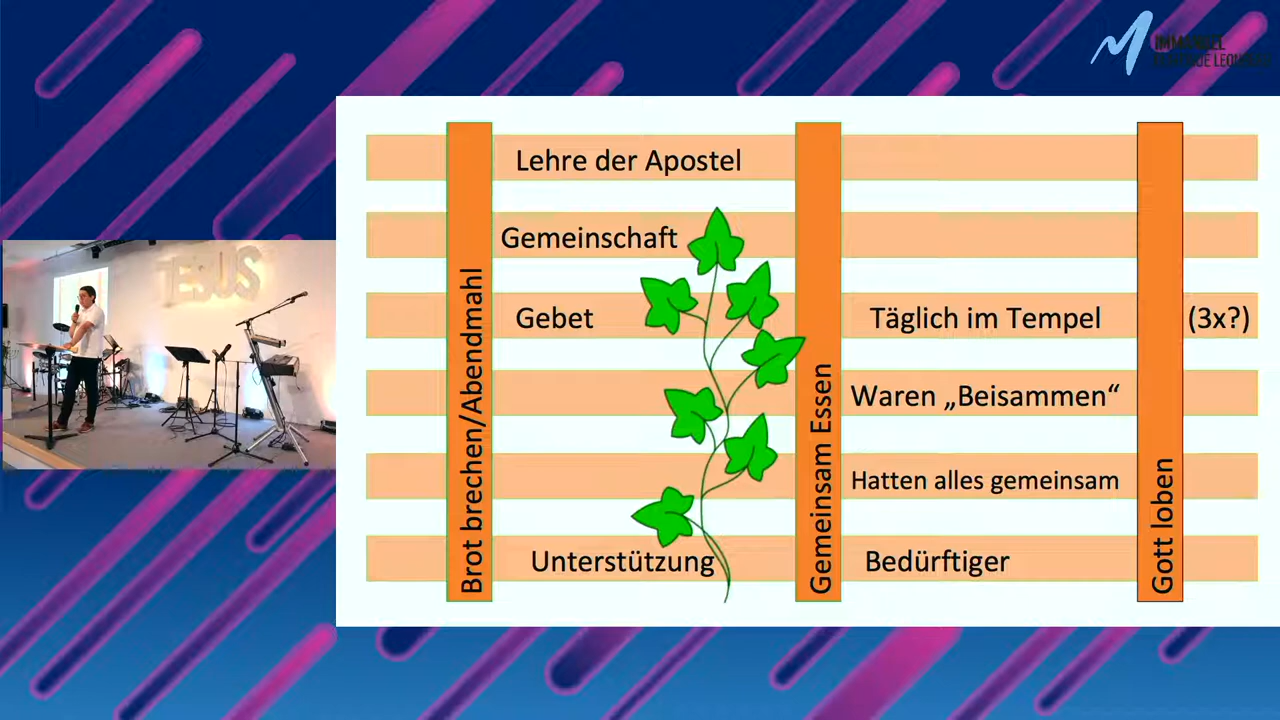 IMMANUEL
JESUS
Lehre der Apostel
Gemeinschaft
Gebet
Täglich im Tempel
(3x?)
Waren „Beisammen“
Hatten alles gemeinsam
Unterstützung
Bedürftiger
Brot brechen/Abendmahl
Gemeinsam Essen
Gott loben